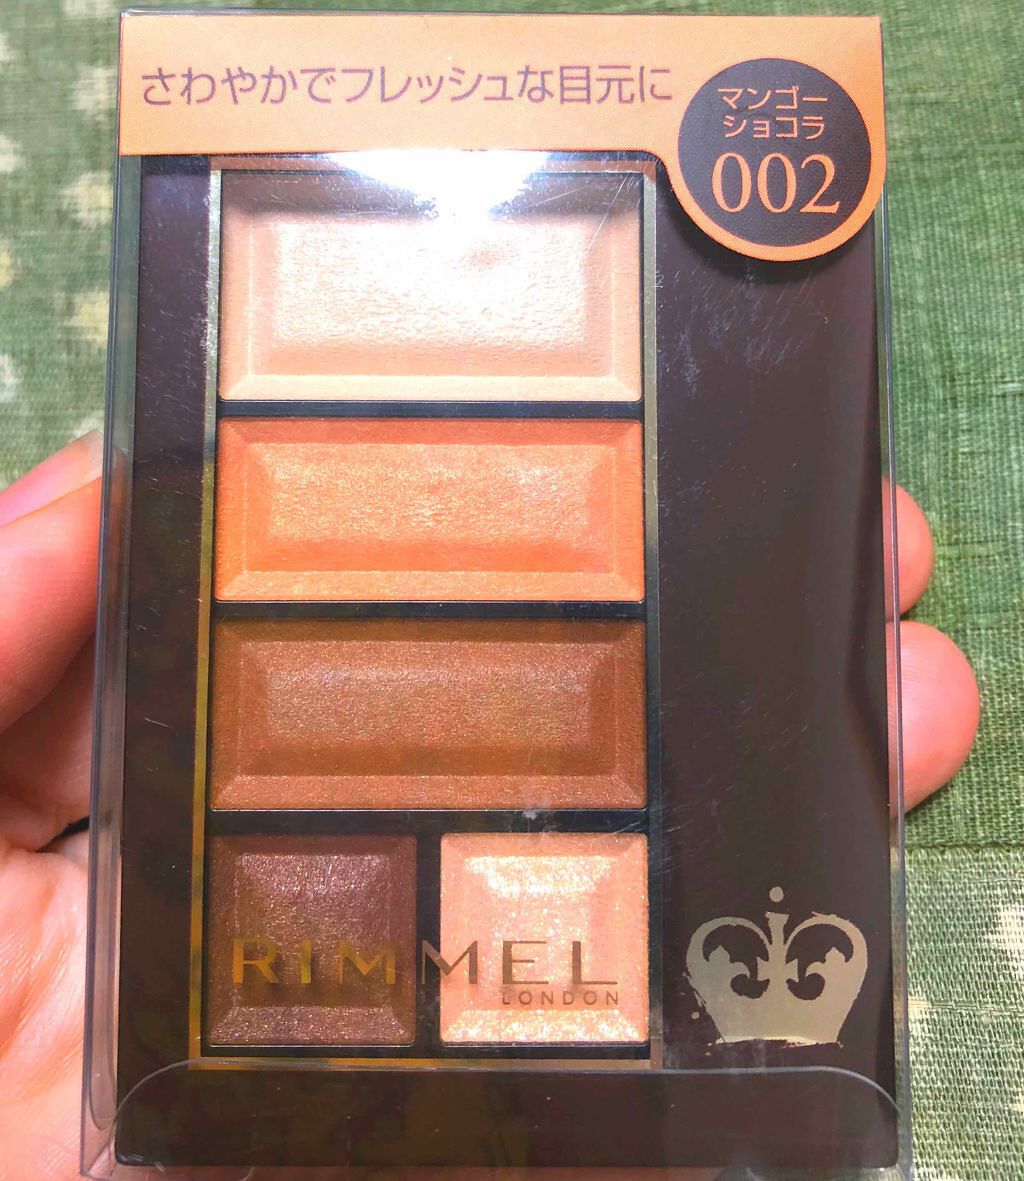 さわやかでフレッシュな目元に
マンゴー
ショコラ
002
RIMMEL
LONDON